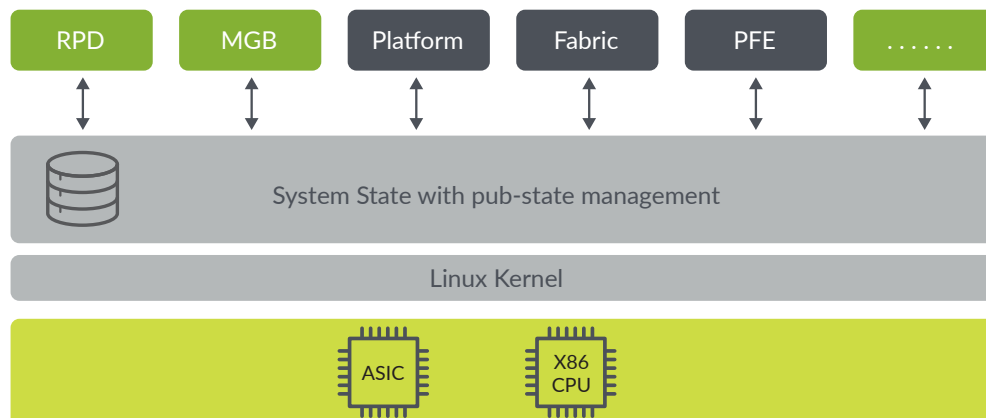 RPD
MGB
Platform
Fabric
PFE
......
System State with pub-state management
Linux Kernel
ASIC
X86
CPU